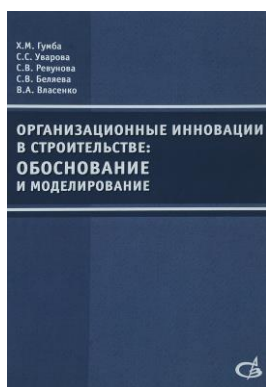 Х.М. Гумба
С.С. Уварова
С.В. Ревунова
С.В. Беляева
В.А. Власенко
ОРГАНИЗАЦИОННЫЕ ИННОВАЦИИ
В СТРОИТЕЛЬСТВЕ:
ОБОСНОВАНИЕ
И МОДЕЛИРОВАНИЕ